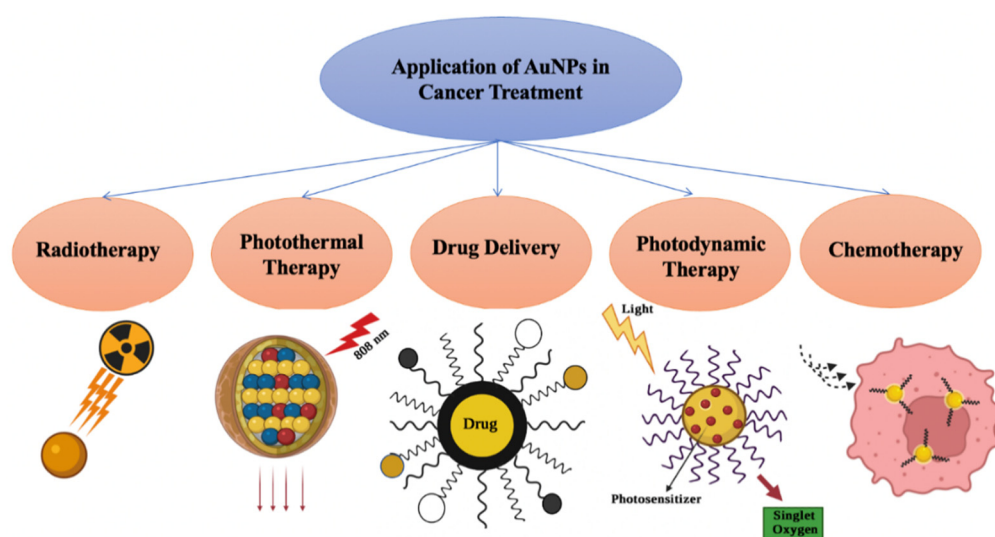 Application of AuNPs in
Cancer Treatment
Radiotherapy
Photothermal
Therapy
Drug Delivery
Photodynamic
Therapy
Chemotherapy
808 nm
Light
Drug
Photosensitizer
Singlet
Oxygen